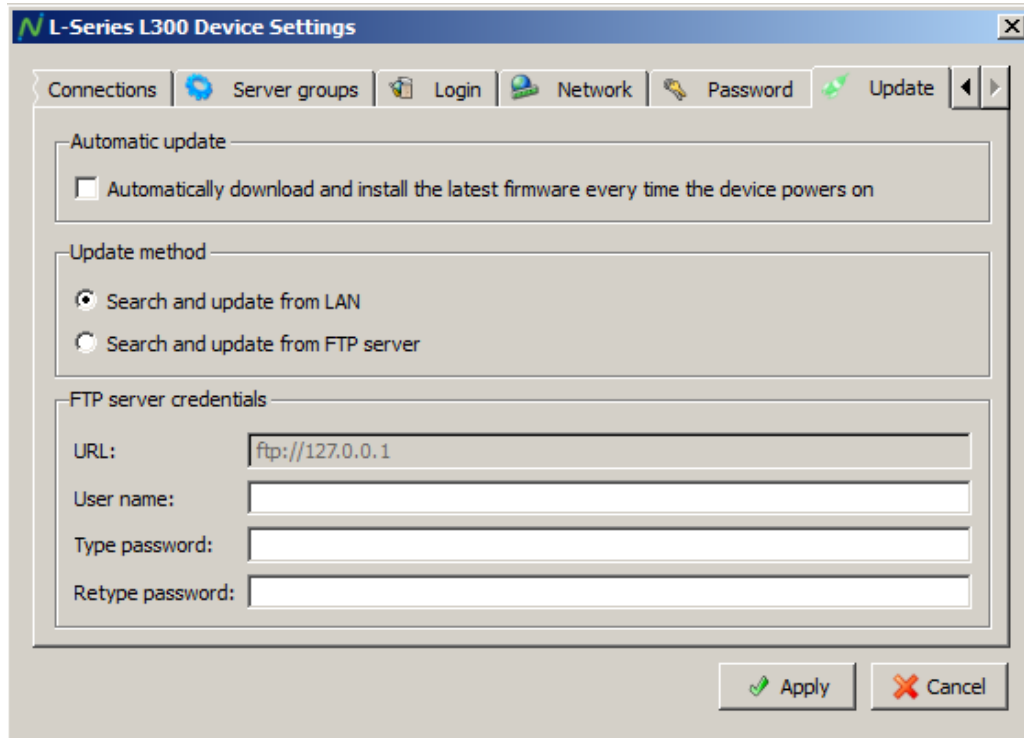 L-Series L300 Device Settings
Connections Server groups Login Network Password Update
Automatic update
Automatically download and install the latest firmware every time the device powers on
Update method
Search and update from LAN
Search and update from FTP server
FTP server credentials
URL: ftp://127.0.0.1
User name:
Type password:
Retype password:
Apply Cancel